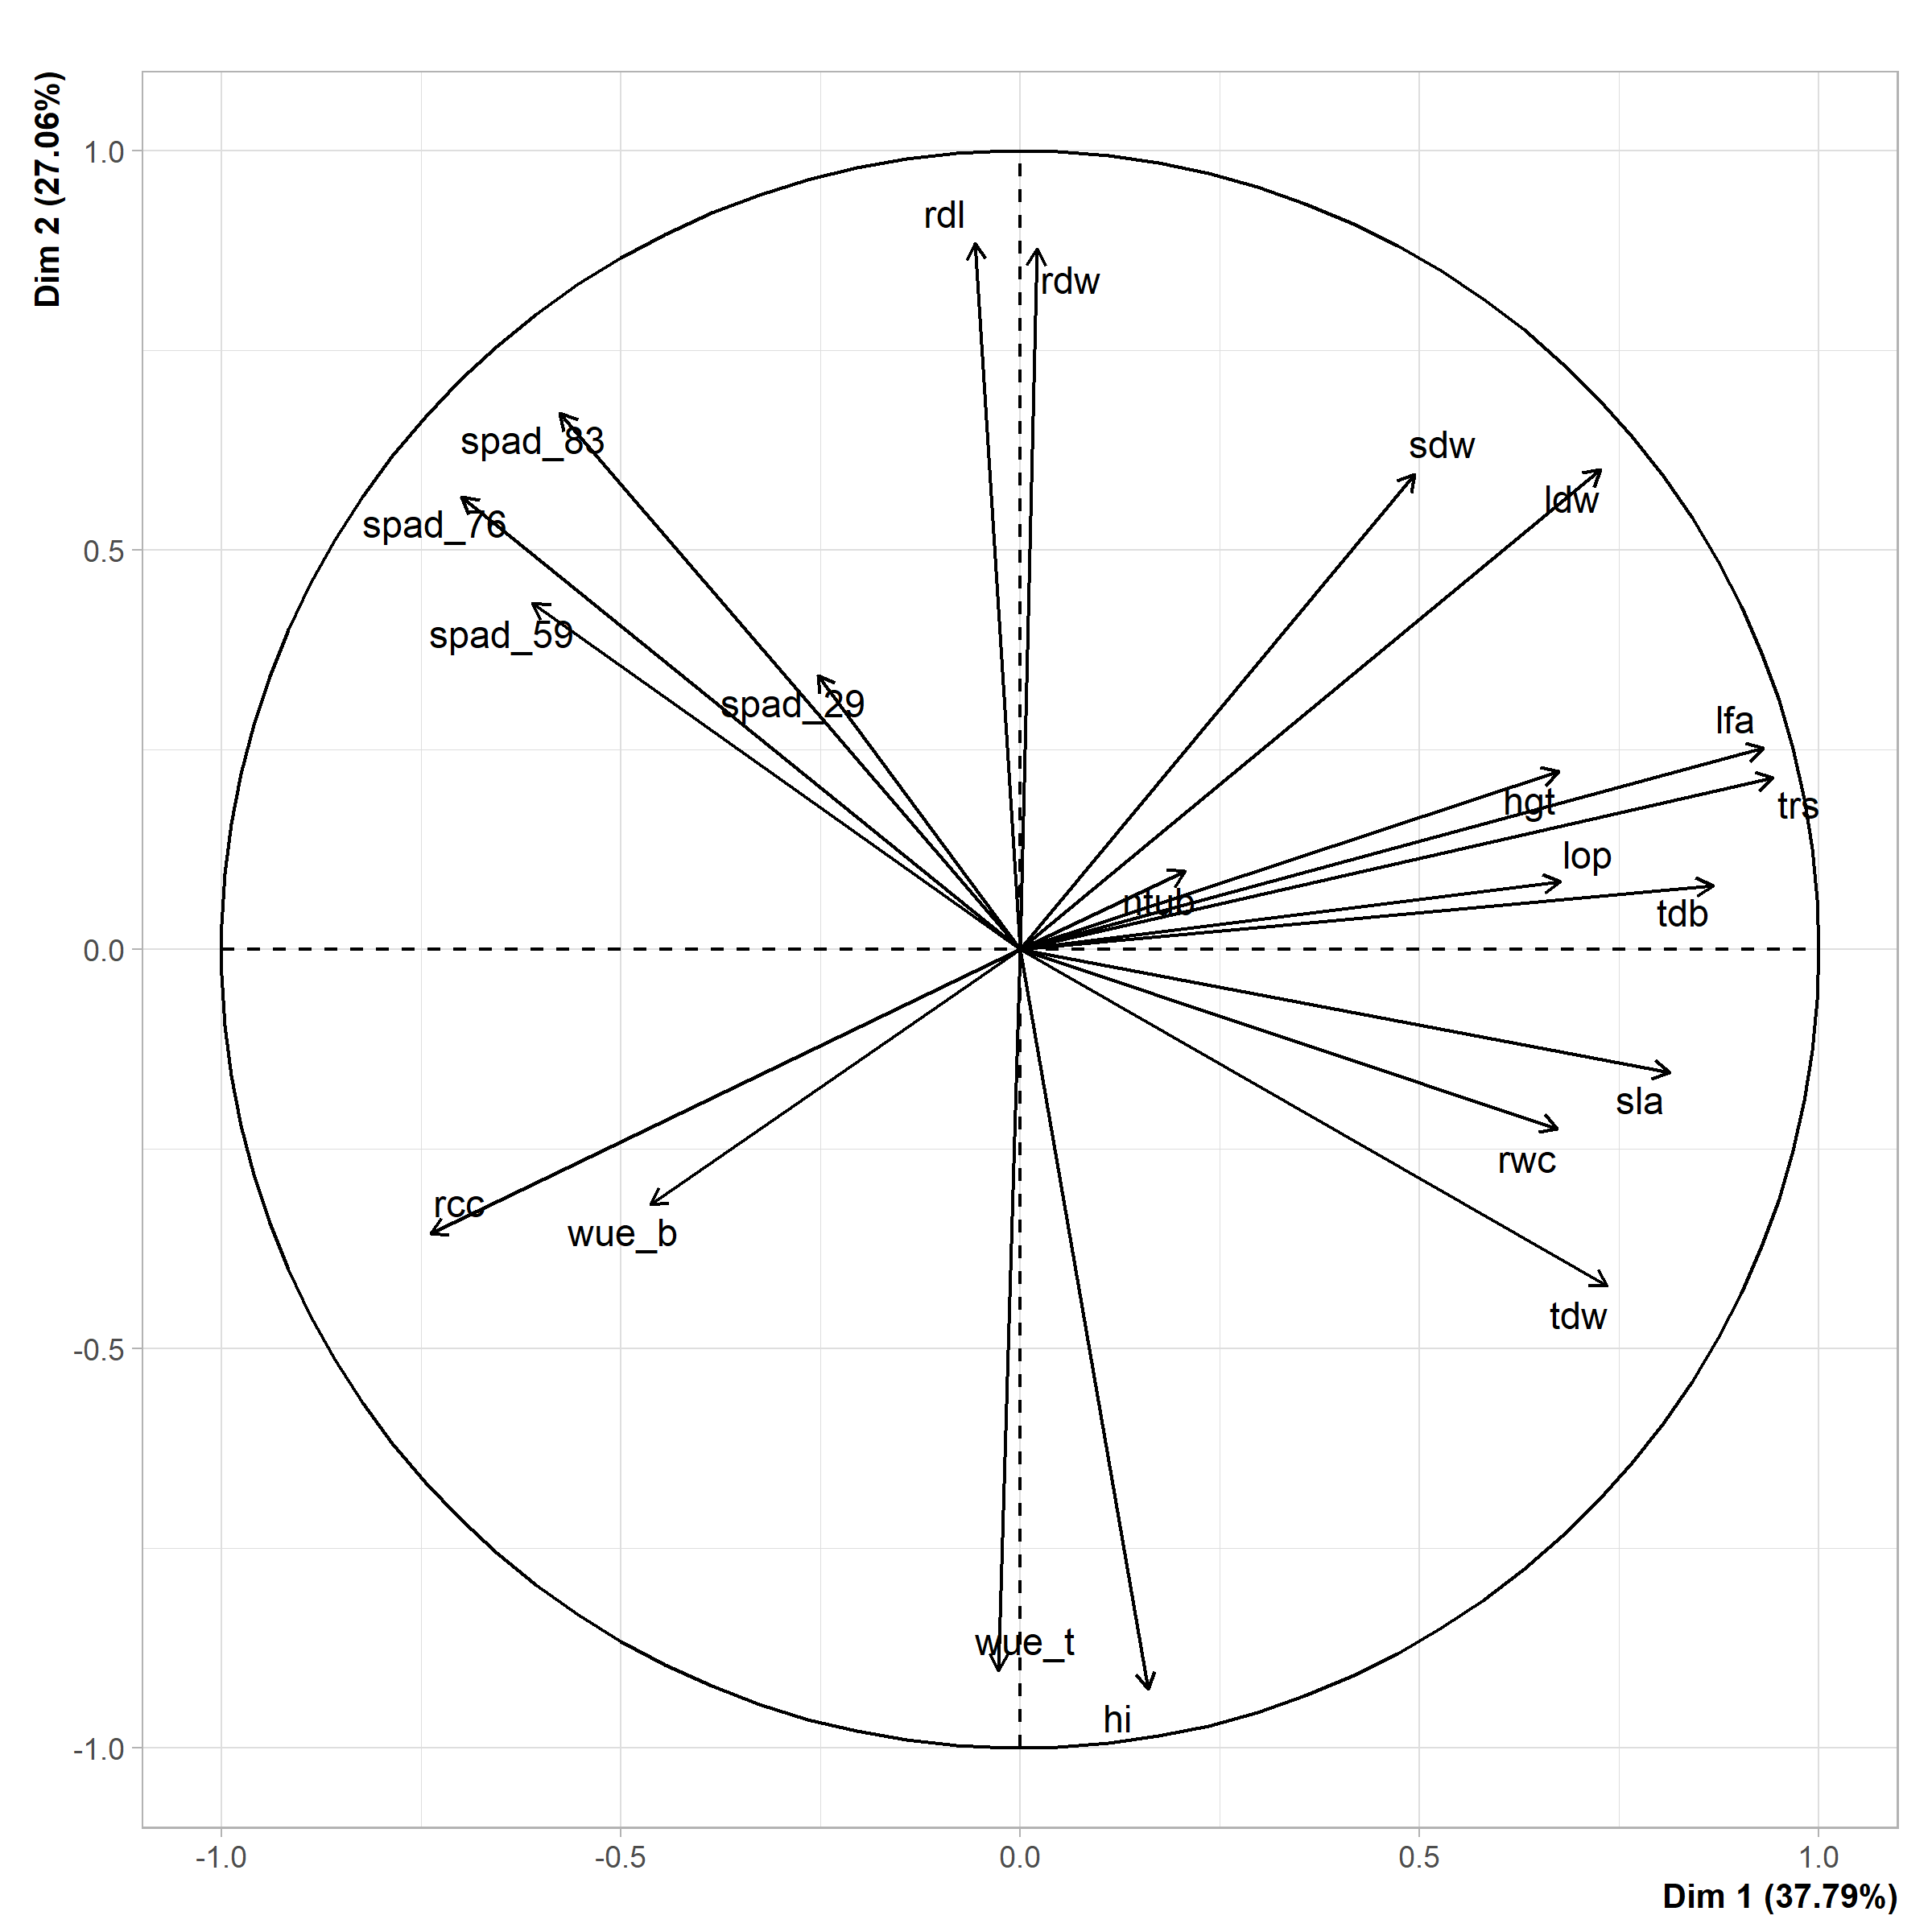 Dim 2 (27.06%)
1.0
0.5
0.0
-0.5
-1.0
rdl
rdw
spad_83
sdw
spad_76
ldw
spad_59
spad_29
lfa
hgt
trs
lop
ntub
tdb
sla
rwc
rcc
wue_b
tdw
wue_t
hi
-1.0
-0.5
0.0
0.5
1.0
Dim 1 (37.79%)